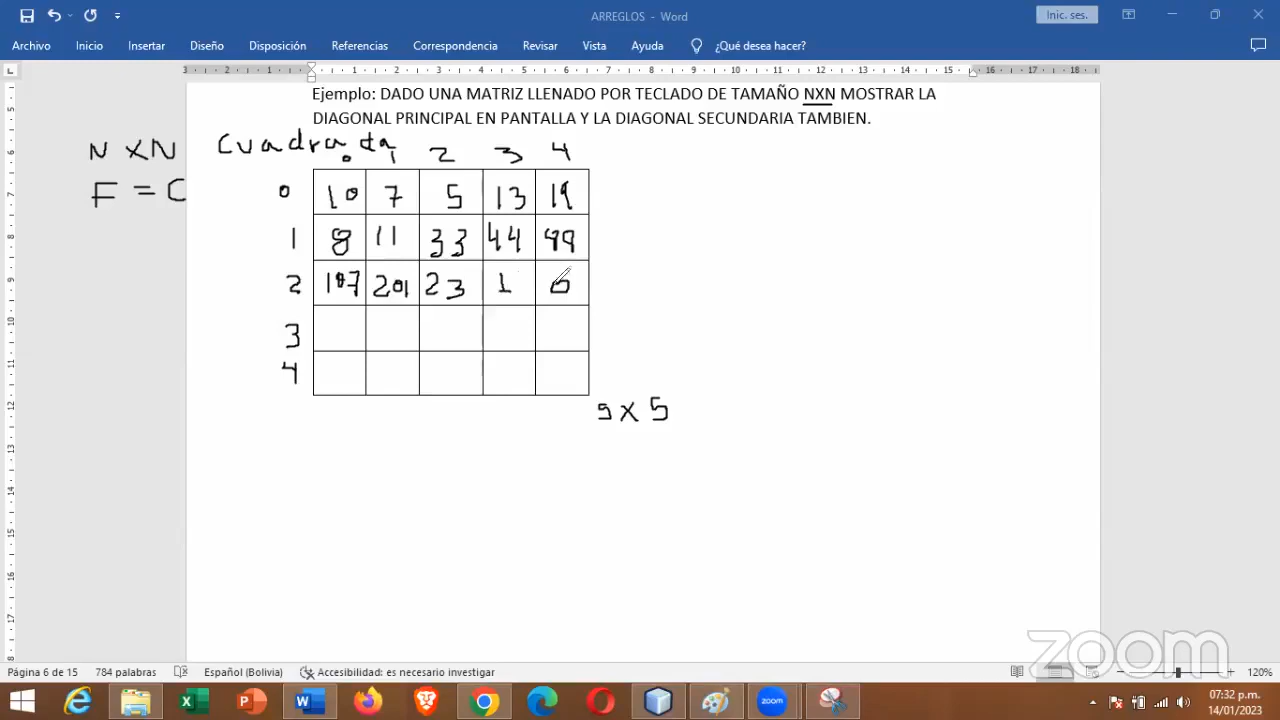 ARREGLOS - Word
Inic. ses.
Archivo Inicio Insertar Diseño Disposición Referencias Correspondencia Revisar Vista Ayuda ¿Qué desea hacer?
Ejemplo: DADO UNA MATRIZ LLENADO POR TECLADO DE TAMAÑO NXN MOSTRAR LA
DIAGONAL PRINCIPAL EN PANTALLA Y LA DIAGONAL SECUNDARIA TAMBIEN.
N X N Cuadrada
F = C
0 1 2 3 4
0 10 7 5 13 19
1 8 11 33 44
2 201 23 1 6
3
4
5 X 5
zoom
Página 6 de 15 784 palabras Español (Bolivia) Accesibilidad: es necesario investigar 120%
07:32 p.m.
14/01/2023